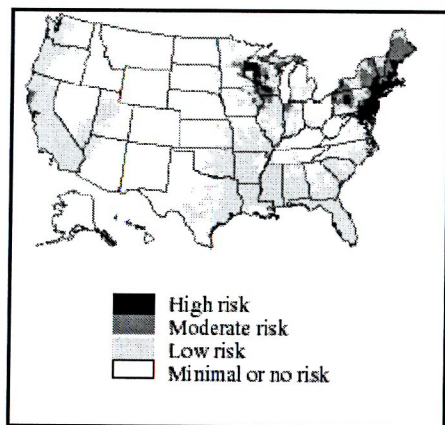 High risk
Moderate risk
Low risk
Minimal or no risk